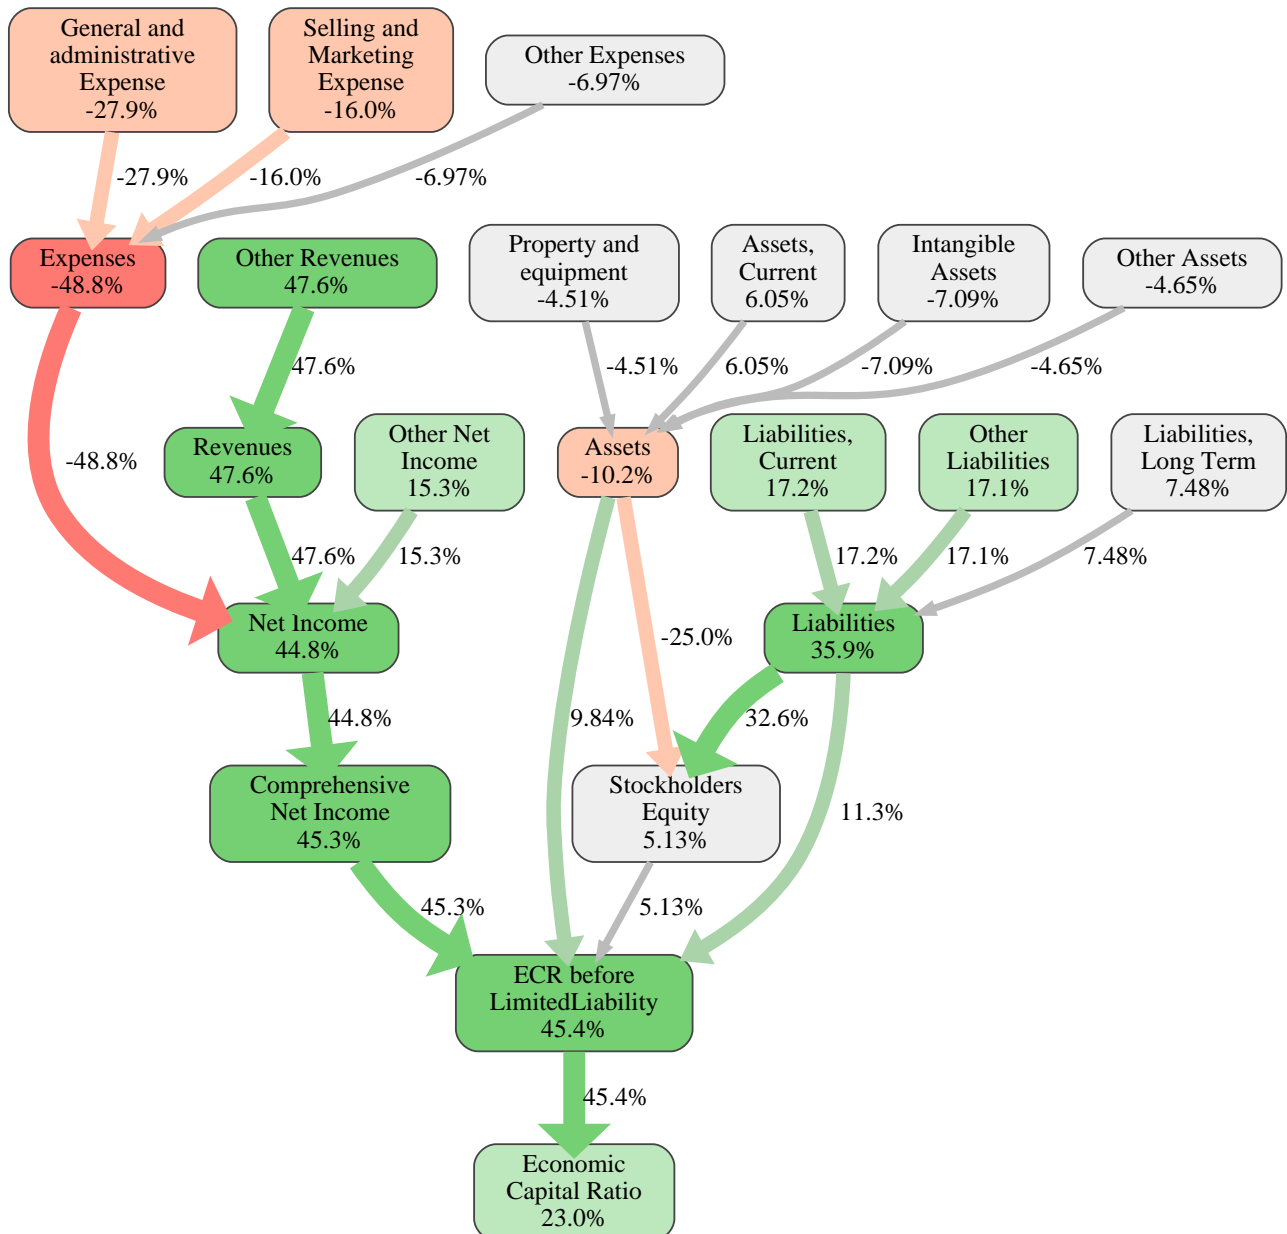 General and
administrative
Expense
-27.9%
Selling and
Marketing
Expense
-16.0%
Other Expenses
-6.97%
-27.9%
-16.0%
-6.97%
Expenses
-48.8%
Other Revenues
47.6%
Property and
equipment
-4.51%
Assets,
Current
6.05%
Intangible
Assets
-7.09%
Other Assets
-4.65%
47.6%
-4.51%
6.05%
-7.09%
-4.65%
-48.8%
Revenues
47.6%
Other Net
Income
15.3%
Assets
-10.2%
Liabilities,
Current
17.2%
Other
Liabilities
17.1%
Liabilities,
Long Term
7.48%
47.6%
15.3%
17.2%
17.1%
7.48%
Net Income
44.8%
-25.0%
Liabilities
35.9%
44.8%
9.84%
32.6%
Comprehensive
Net Income
45.3%
Stockholders
Equity
5.13%
11.3%
45.3%
5.13%
ECR before
LimitedLiability
45.4%
45.4%
Economic
Capital Ratio
23.0%